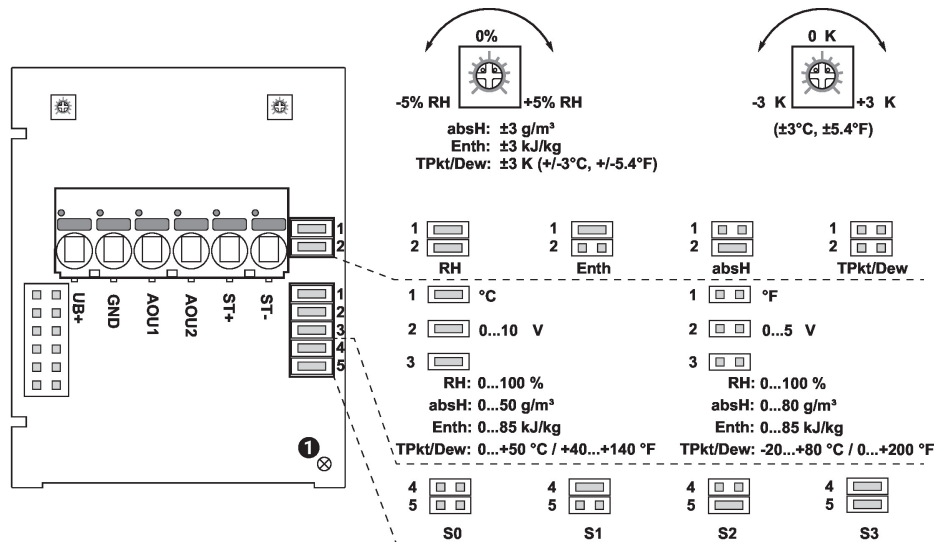 0%
-5% RH +5% RH
absH: ±3 g/m³
Enth: ±3 kJ/kg
TPkt/Dew: ±3 K (+/-3°C, +/-5.4°F)
0 K
-3 K +3 K
(±3°C, ±5.4°F)
1
2
UB+
GND
AOU1
AOU2
ST+
ST-
1
2
3
4
5
1
1
2
RH
1
2
Enth
1
2
absH
1
2
TPkt/Dew
1 °C
2 0...10 V
3
RH: 0...100 %
absH: 0...50 g/m³
Enth: 0...85 kJ/kg
TPkt/Dew: 0...+50 °C / +40...+140 °F
1 °F
2 0...5 V
3
RH: 0...100 %
absH: 0...80 g/m³
Enth: 0...85 kJ/kg
TPkt/Dew: -20...+80 °C / 0...+200 °F
4
5
S0
4
5
S1
4
5
S2
4
5
S3